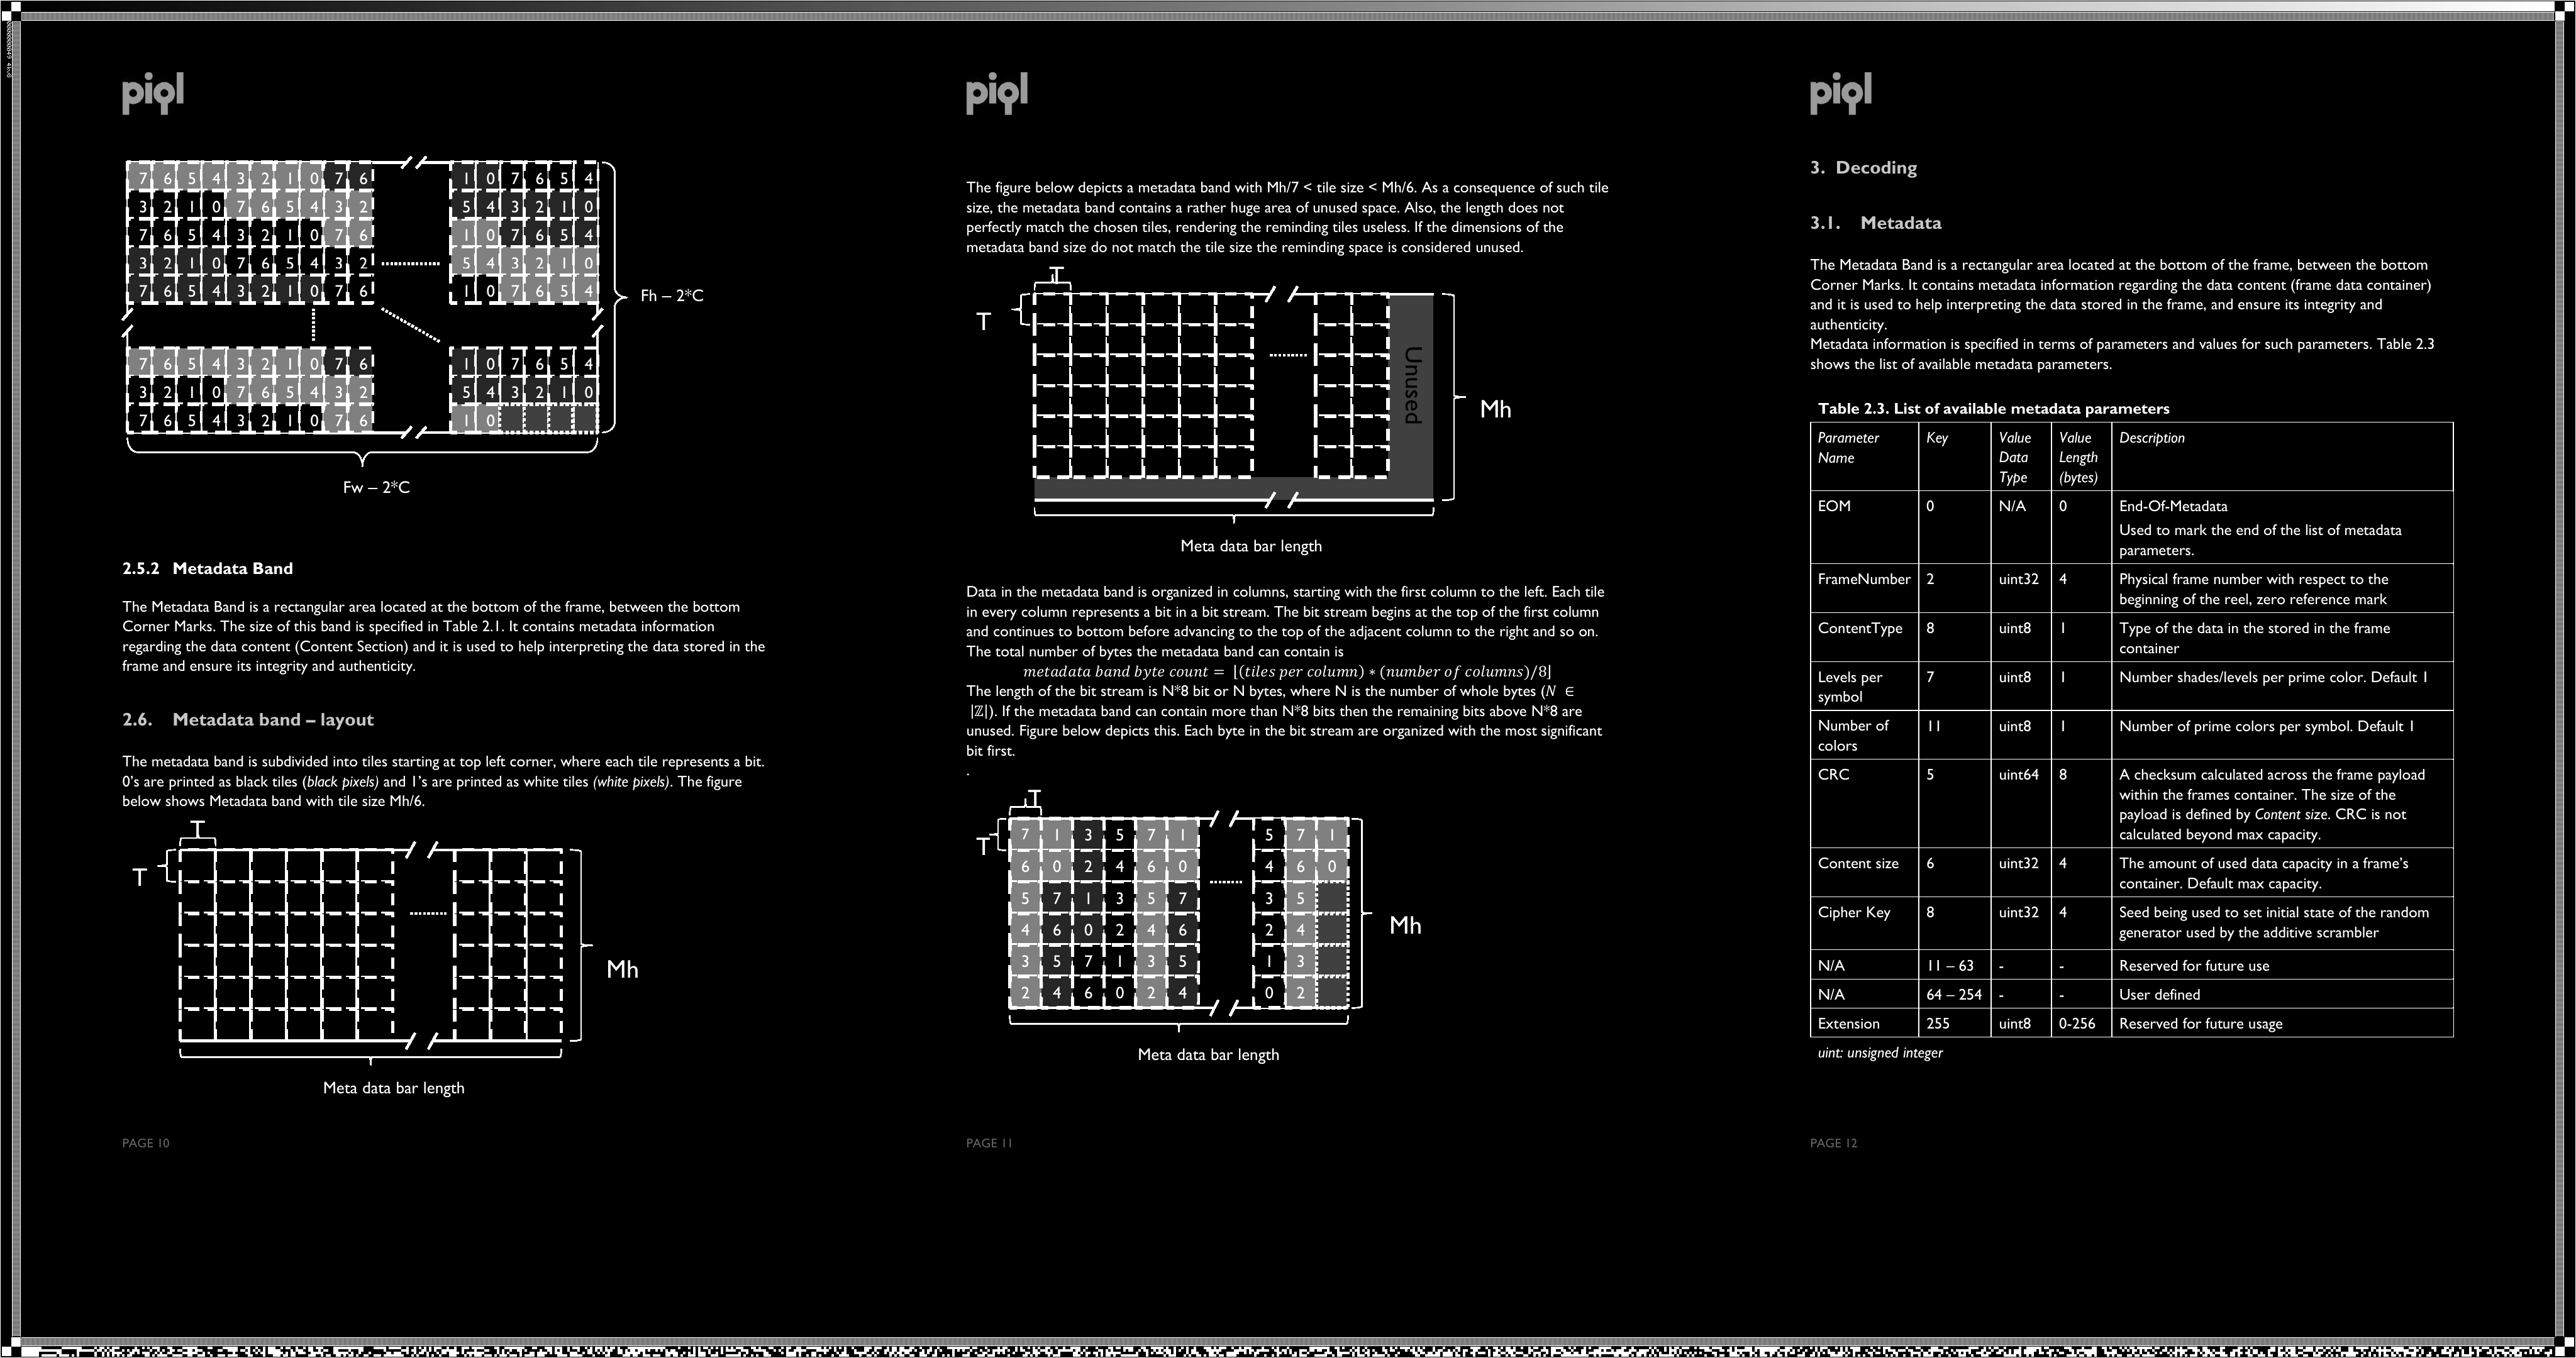 piql
7 6 5 4 3 2 1 0 7 6 1 0 7 6 5 4
3 2 1 0 7 6 5 4 3 2 5 4 3 2 1 0
7 6 5 4 3 2 1 0 7 6 1 0 7 6 5 4
3 2 1 0 7 6 5 4 3 2 5 4 3 2 1 0
7 6 5 4 3 2 1 0 7 6 1 0 7 6 5 4
Fh – 2*C
7 6 5 4 3 2 1 0 7 6 1 0 7 6 5 4
3 2 1 0 7 6 5 4 3 2 5 4 3 2 1 0
7 6 5 4 3 2 1 0 7 6 1 0
Fw – 2*C
2.5.2 Metadata Band
The Metadata Band is a rectangular area located at the bottom of the frame, between the bottom
Corner Marks. The size of this band is specified in Table 2.1. It contains metadata information
regarding the data content (Content Section) and it is used to help interpreting the data stored in the
frame and ensure its integrity and authenticity.
2.6. Metadata band – layout
The metadata band is subdivided into tiles starting at top left corner, where each tile represents a bit.
0's are printed as black tiles (black pixels) and 1's are printed as white tiles (white pixels). The figure
below shows Metadata band with tile size Mh/6.
T
T
Mh
Meta data bar length
PAGE 10
piql
The figure below depicts a metadata band with Mh/7 < tile size < Mh/6. As a consequence of such tile
size, the metadata band contains a rather huge area of unused space. Also, the length does not
perfectly match the chosen tiles, rendering the reminding tiles useless. If the dimensions of the
metadata band size do not match the tile size the reminding space is considered unused.
T
T
Unused
Mh
Meta data bar length
Data in the metadata band is organized in columns, starting with the first column to the left. Each tile
in every column represents a bit in a bit stream. The bit stream begins at the top of the first column
and continues to bottom before advancing to the top of the adjacent column to the right and so on.
The total number of bytes the metadata band can contain is
metadata band byte count = ⌊(tiles per column) ∗ (number of columns)/8⌋
The length of the bit stream is N*8 bit or N bytes, where N is the number of whole bytes (N ∈
|ℤ|). If the metadata band can contain more than N*8 bits then the remaining bits above N*8 are
unused. Figure below depicts this. Each byte in the bit stream are organized with the most significant
bit first.
.
T
T
7 1 3 5 7 1 5 7 1
6 0 2 4 6 0 4 6 0
5 7 1 3 5 7 3 5
4 6 0 2 4 6 2 4
3 5 7 1 3 5 1 3
2 4 6 0 2 4 0 2
Mh
Meta data bar length
PAGE 11
piql
3. Decoding
3.1. Metadata
The Metadata Band is a rectangular area located at the bottom of the frame, between the bottom
Corner Marks. It contains metadata information regarding the data content (frame data container)
and it is used to help interpreting the data stored in the frame, and ensure its integrity and
authenticity.
Metadata information is specified in terms of parameters and values for such parameters. Table 2.3
shows the list of available metadata parameters.
Table 2.3. List of available metadata parameters
Parameter Name Key Value Data Type Value Length (bytes) Description
EOM 0 N/A 0 End-Of-Metadata
Used to mark the end of the list of metadata
parameters.
FrameNumber 2 uint32 4 Physical frame number with respect to the
beginning of the reel, zero reference mark
ContentType 8 uint8 1 Type of the data in the stored in the frame
container
Levels per symbol 7 uint8 1 Number shades/levels per prime color. Default 1
Number of colors 11 uint8 1 Number of prime colors per symbol. Default 1
CRC 5 uint64 8 A checksum calculated across the frame payload
within the frames container. The size of the
payload is defined by Content size. CRC is not
calculated beyond max capacity.
Content size 6 uint32 4 The amount of used data capacity in a frame's
container. Default max capacity.
Cipher Key 8 uint32 4 Seed being used to set initial state of the random
generator used by the additive scrambler
N/A 11 – 63 - - Reserved for future use
N/A 64 – 254 - - User defined
Extension 255 uint8 0-256 Reserved for future usage
uint: unsigned integer
PAGE 12